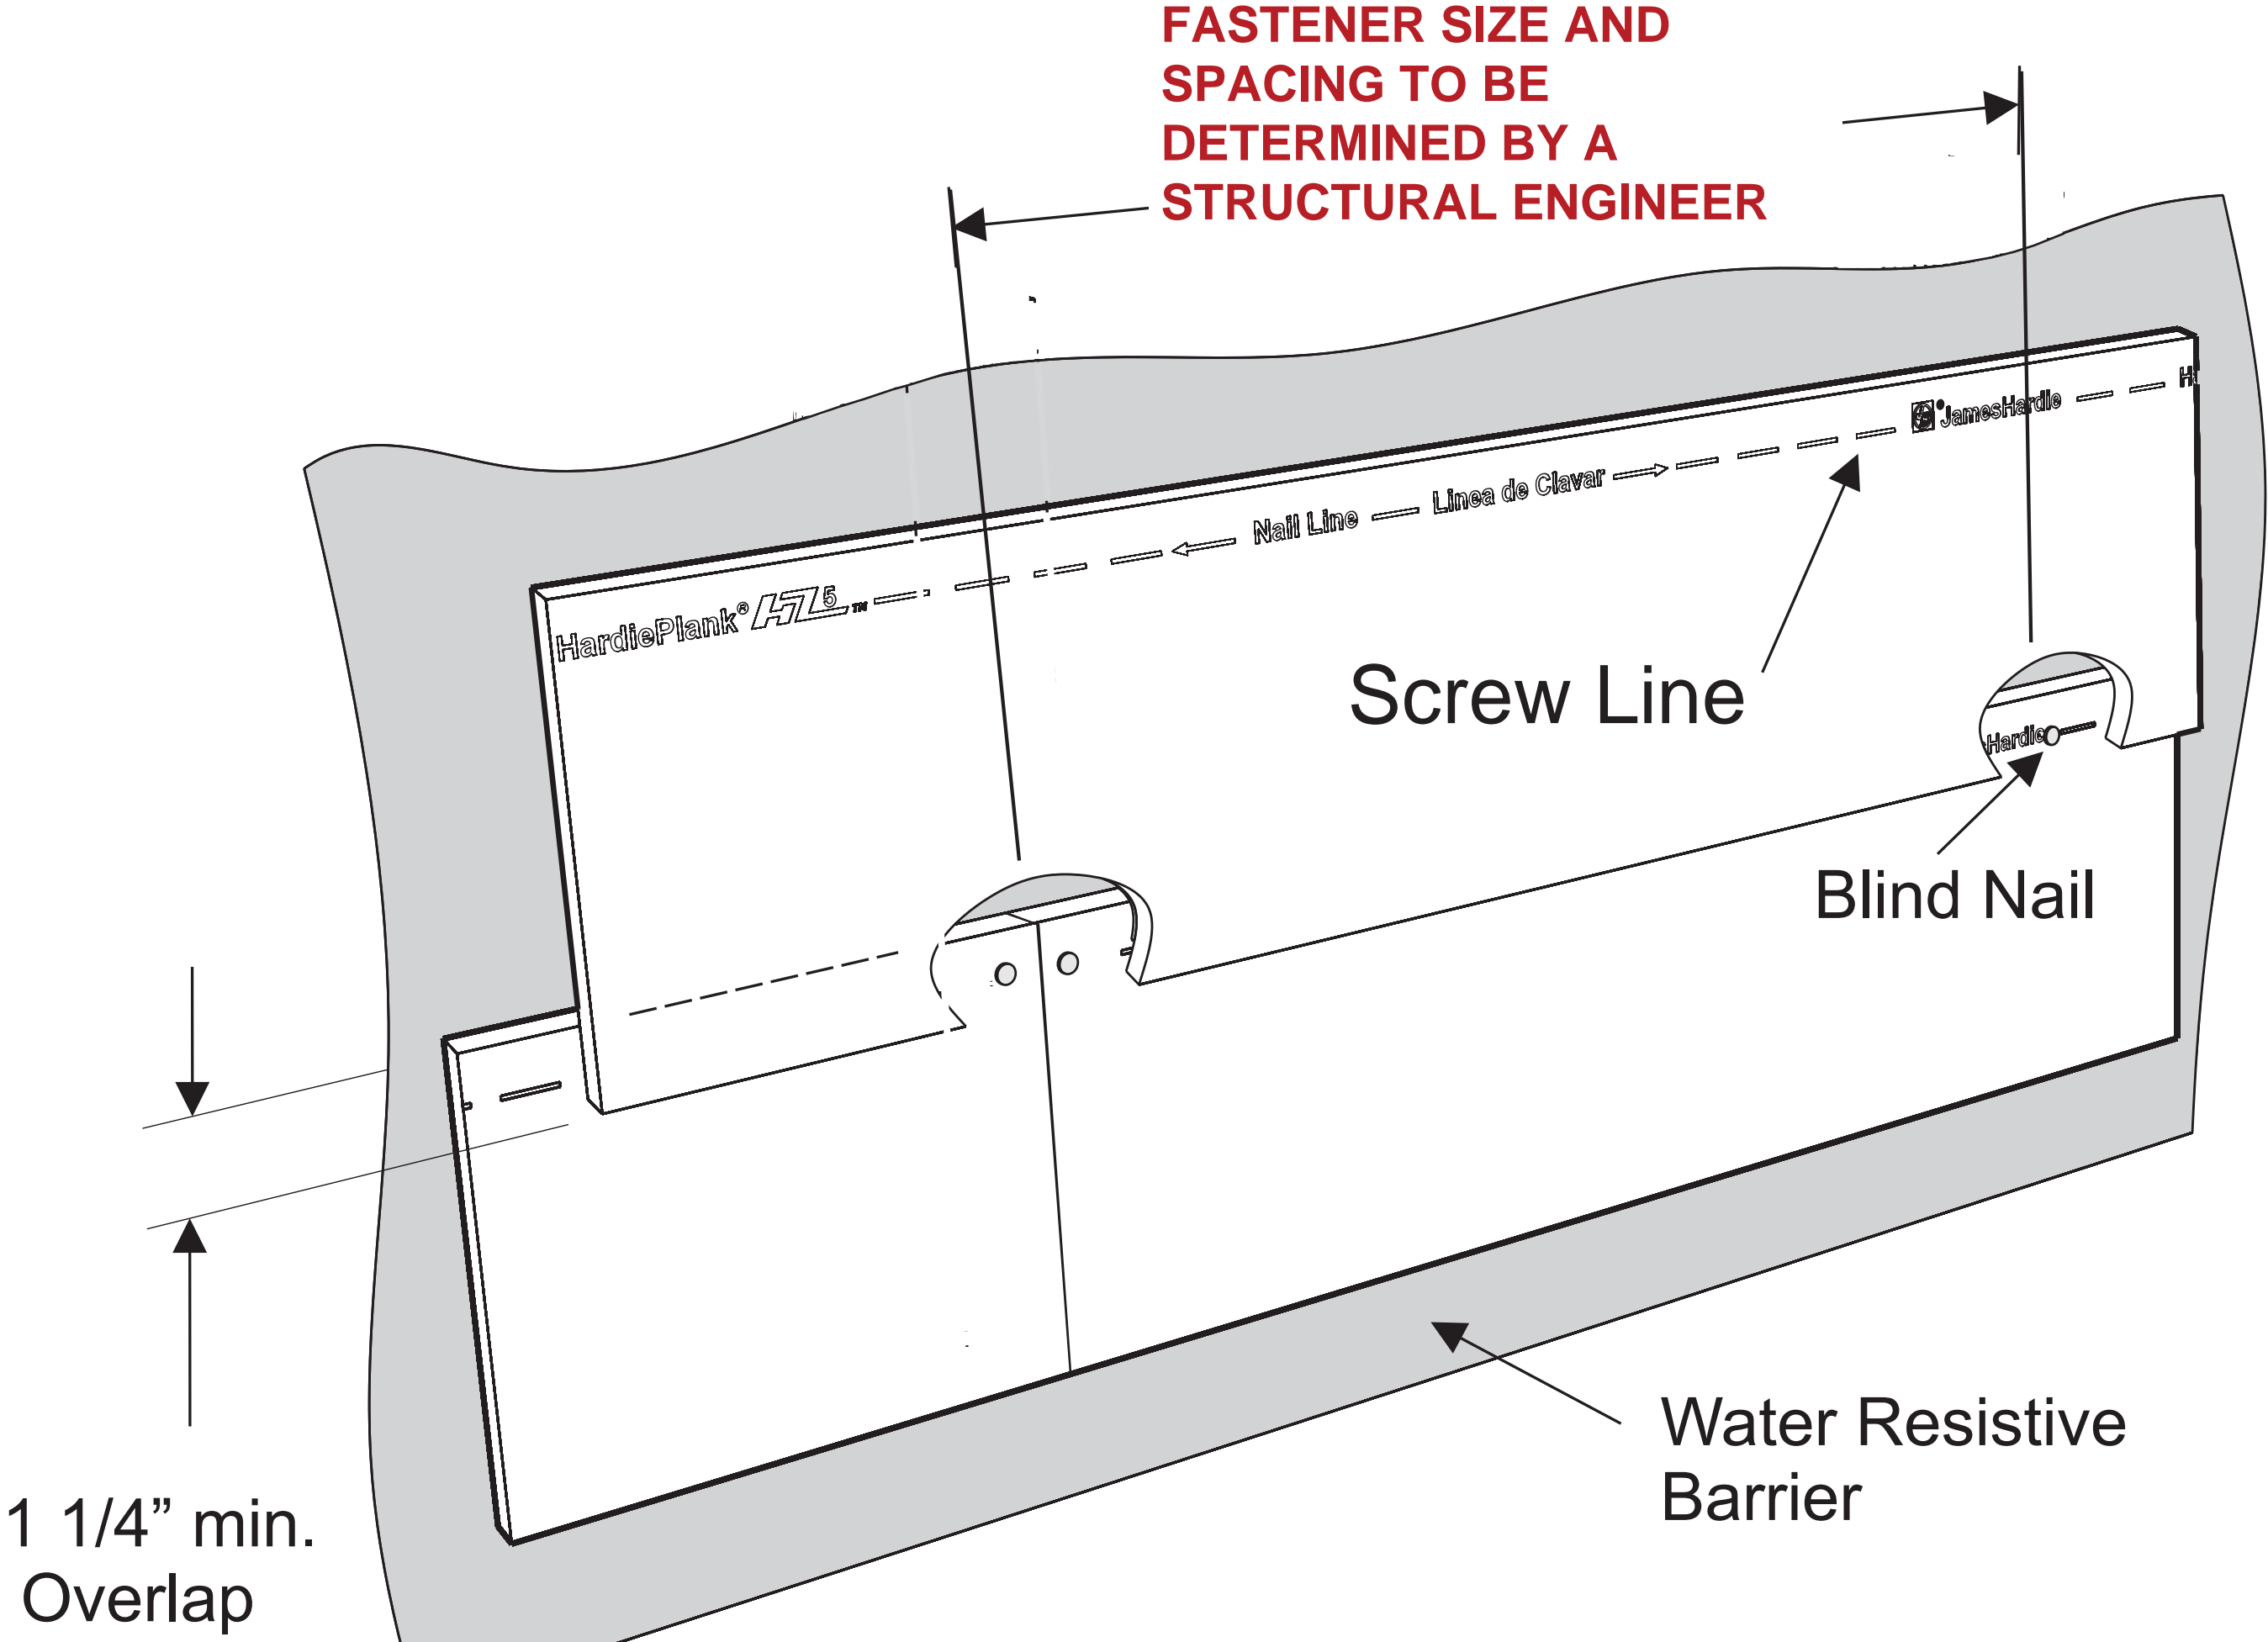 FASTENER SIZE AND
SPACING TO BE
DETERMINED BY A
STRUCTURAL ENGINEER
HardiePlank® HZ5™
Nail Line
Linea de Clavar
JamesHardie
Screw Line
Hardie
Blind Nail
Water Resistive
Barrier
1 1/4” min.
Overlap